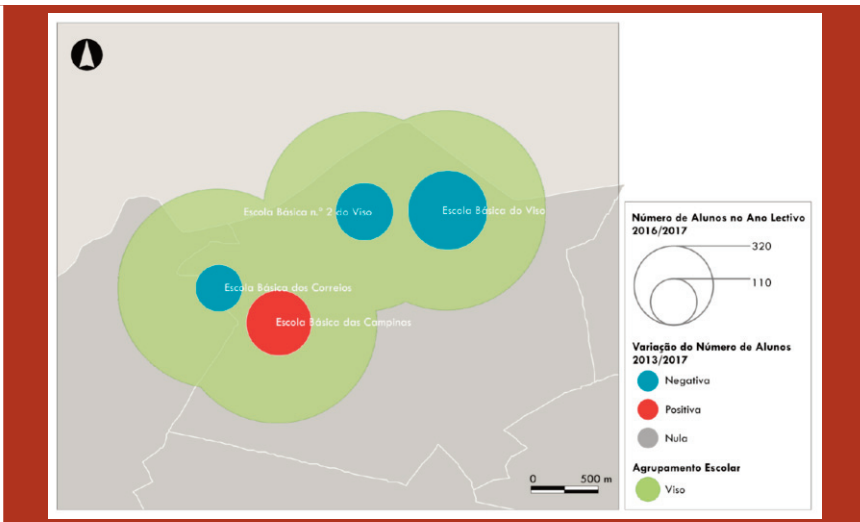 Escola Básica n.º 2 do Viso
Escola Básica do Viso
Escola Básica dos Correios
Escola Básica das Campinas
0 500 m
Número de Alunos no Ano Lectivo
2016/2017
320
110
Variação do Número de Alunos
2013/2017
Negativa
Positiva
Nula
Agrupamento Escolar
Viso